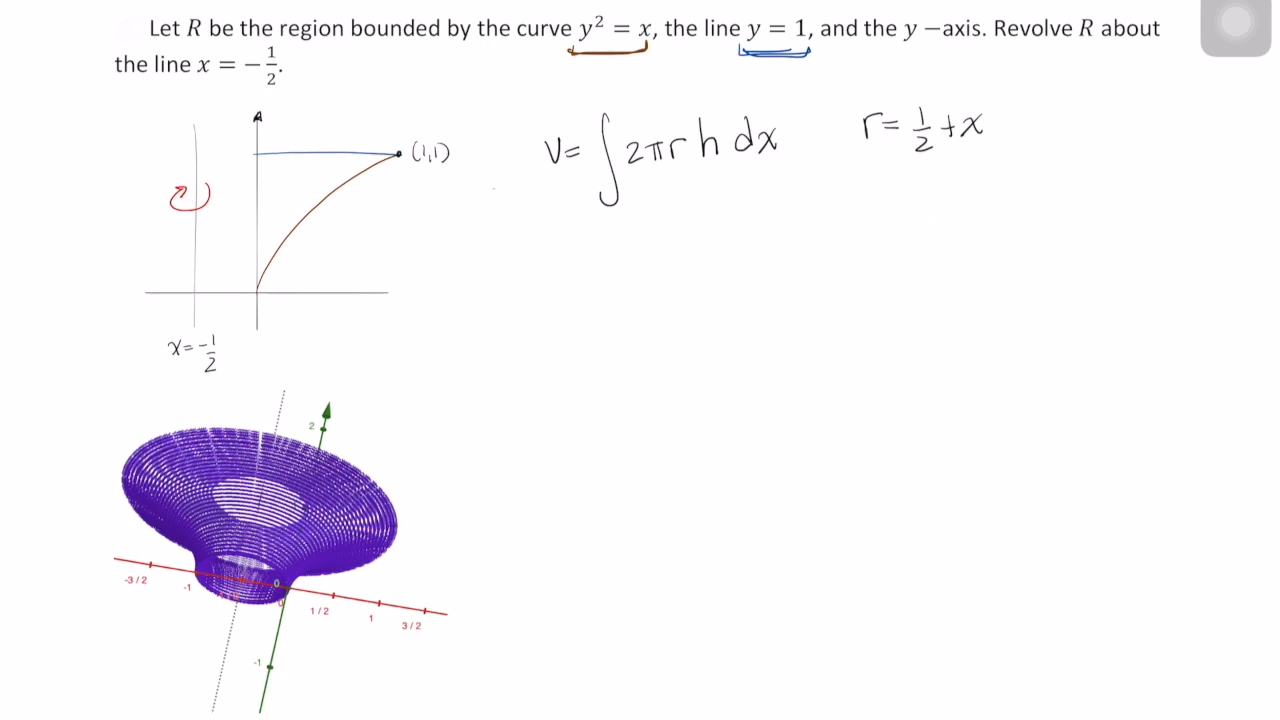 Let R be the region bounded by the curve y² = x, the line y = 1, and the y −axis. Revolve R about
the line x = −1/2.
(1,1)
V= ∫ 2πr h dx
r= 1/2 +x
x=-1/2
2
-3/2
-1
0
0
1/2
1
3/2
-1